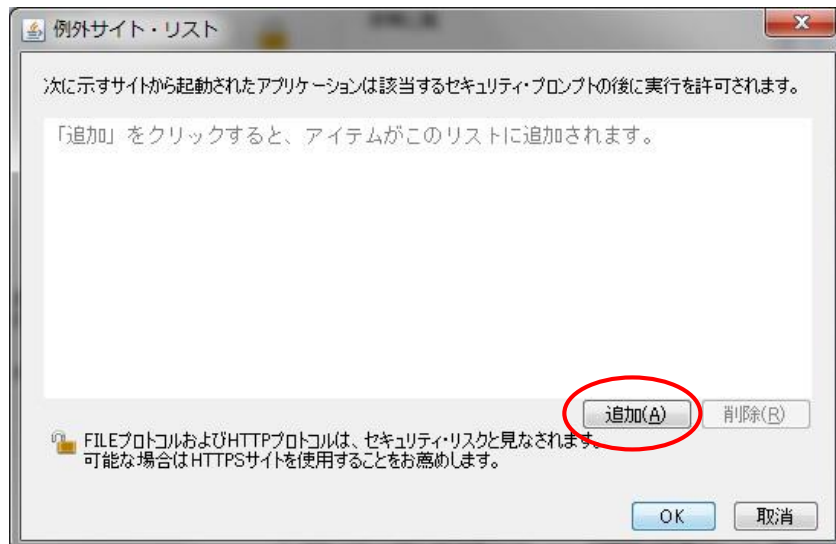 例外サイト・リスト
次に示すサイトから起動されたアプリケーションは該当するセキュリティ・プロンプトの後に実行を許可されます。
「追加」をクリックすると、アイテムがこのリストに追加されます。
追加(A) 削除(R)
FILEプロトコルおよびHTTPプロトコルは、セキュリティ・リスクと見なされます。
可能な場合はHTTPSサイトを使用することをお薦めします。
OK 取消